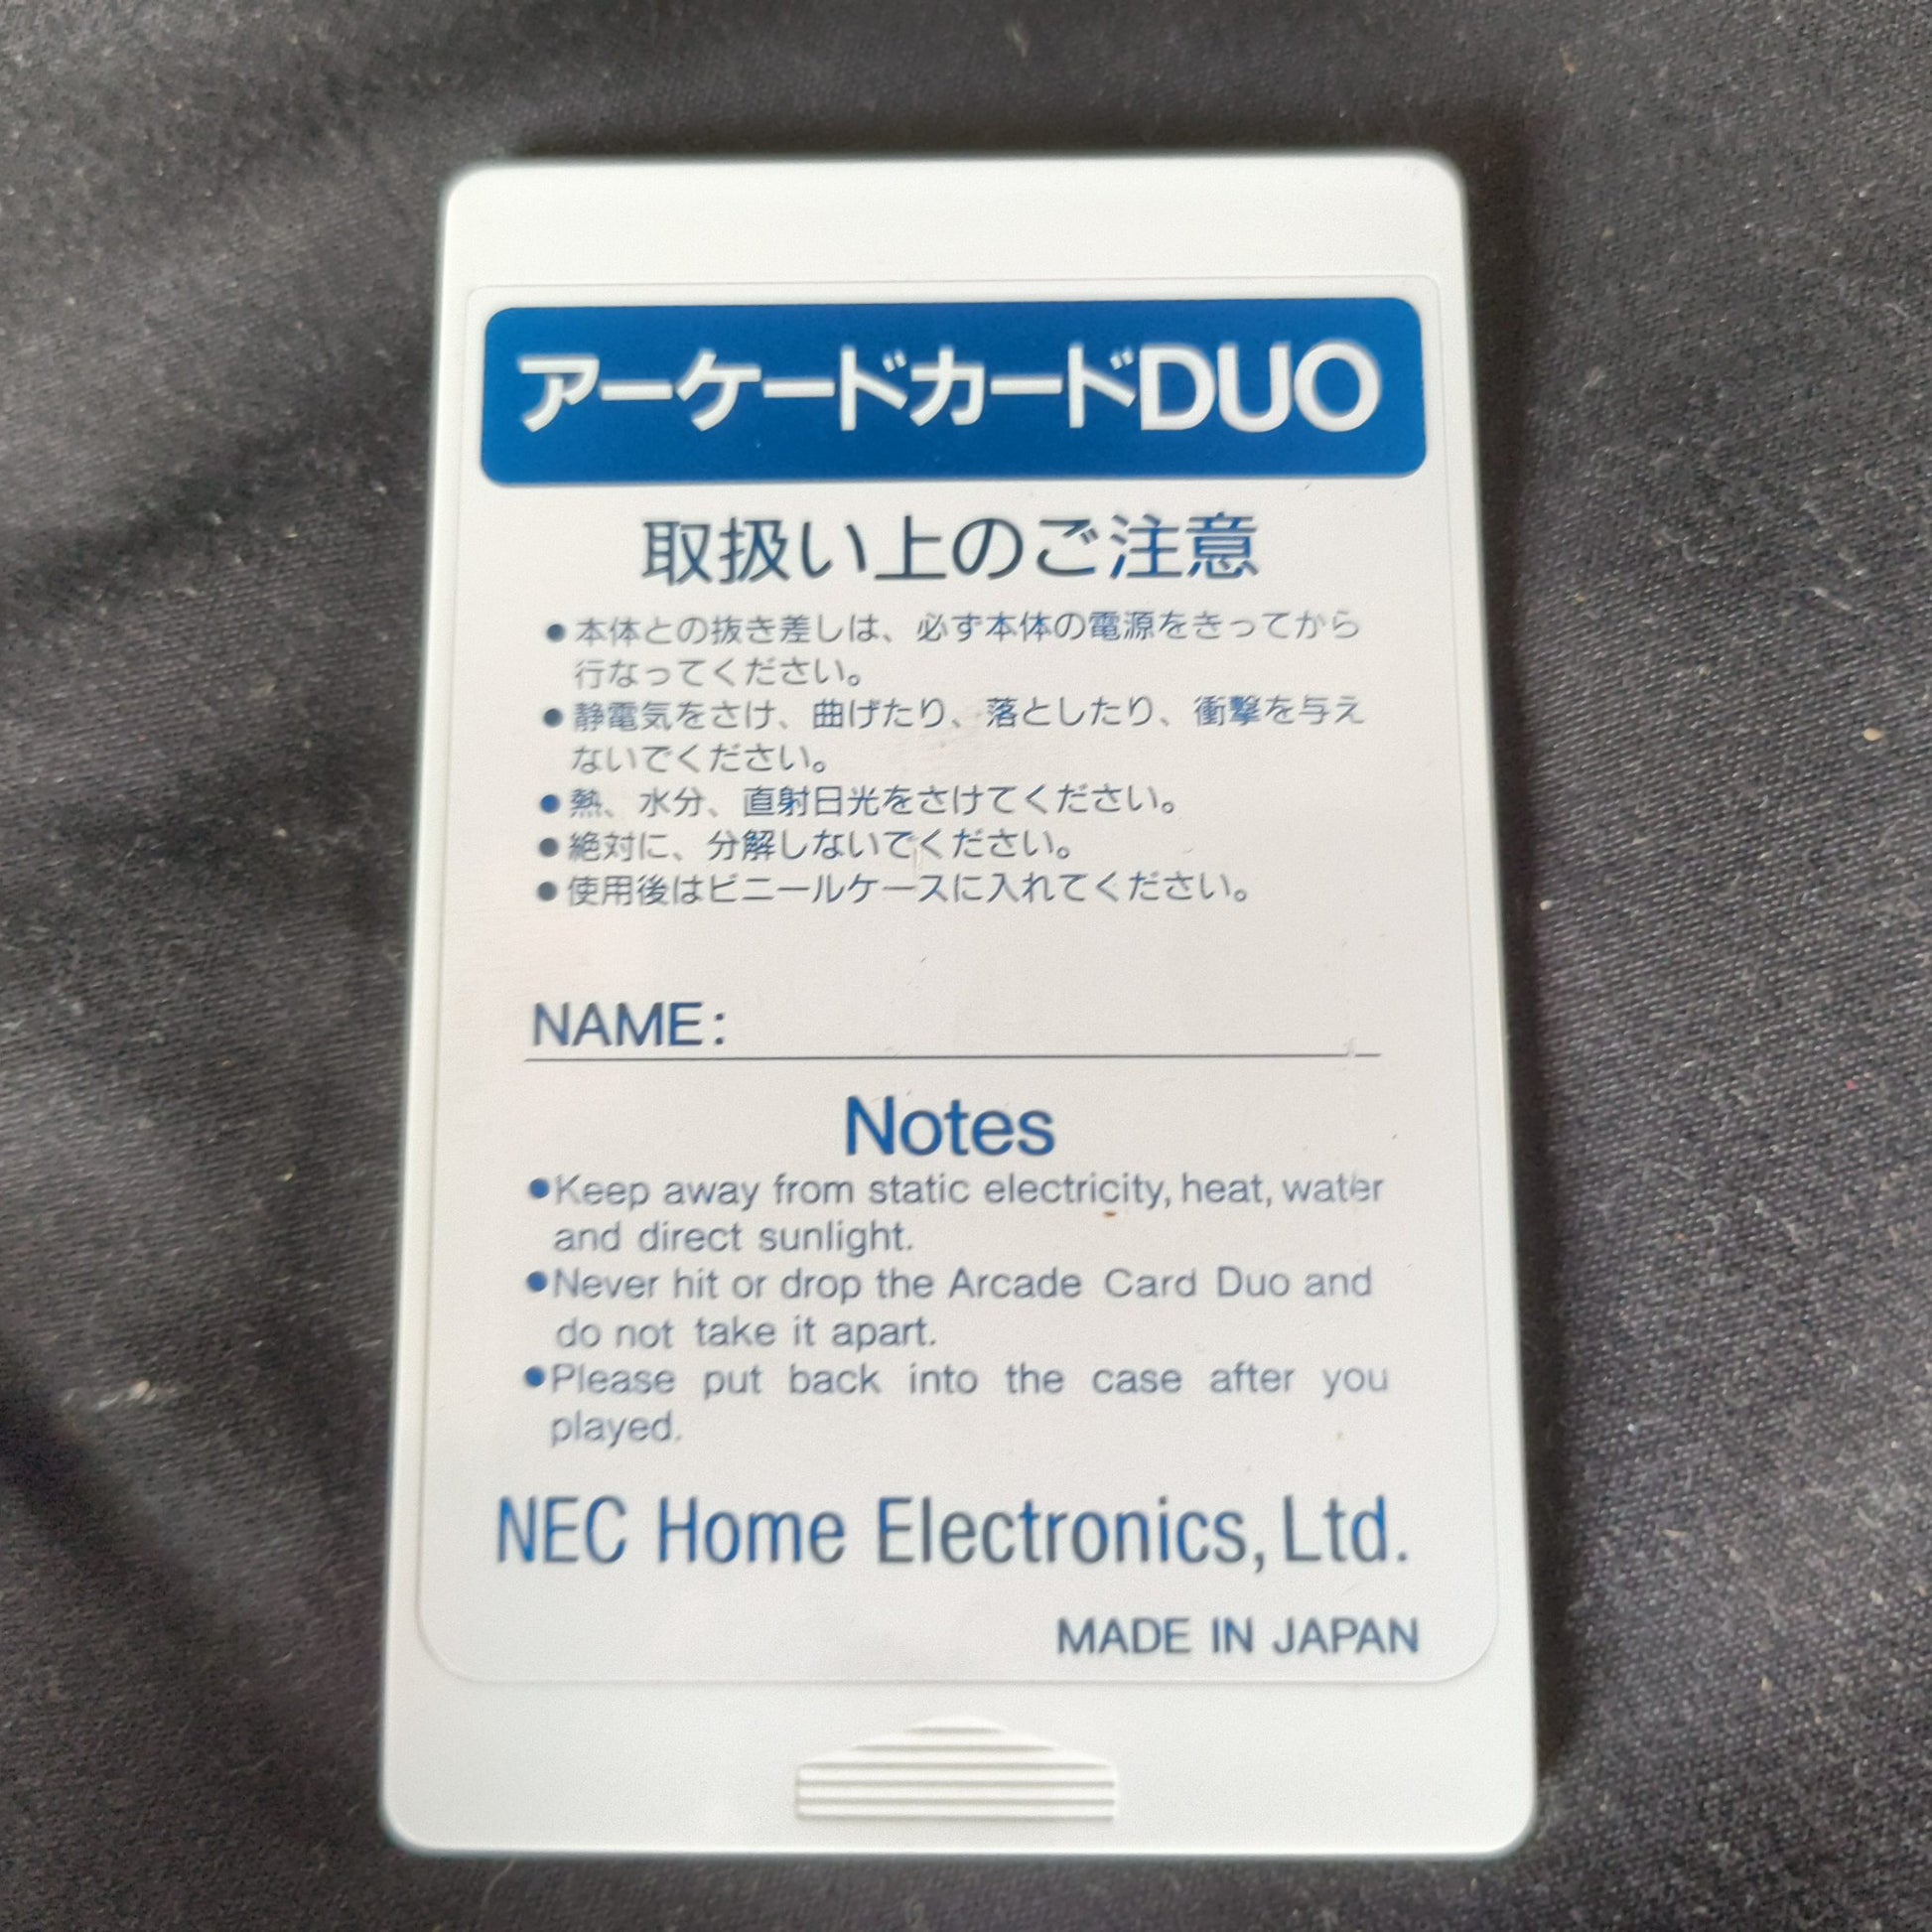 アーケードカードDUO
取扱い上のご注意
●本体との抜き差しは、必ず本体の電源をきってから
行なってください。
●静電気をさけ、曲げたり、落としたり、衝撃を与え
ないでください。
●熱、水分、直射日光をさけてください。
●絶対に、分解しないでください。
●使用後はビニールケースに入れてください。
NAME:
Notes
●Keep away from static electricity, heat, water
and direct sunlight.
●Never hit or drop the Arcade Card Duo and
do not take it apart.
●Please put back into the case after you
played.
NEC Home Electronics, Ltd.
MADE IN JAPAN